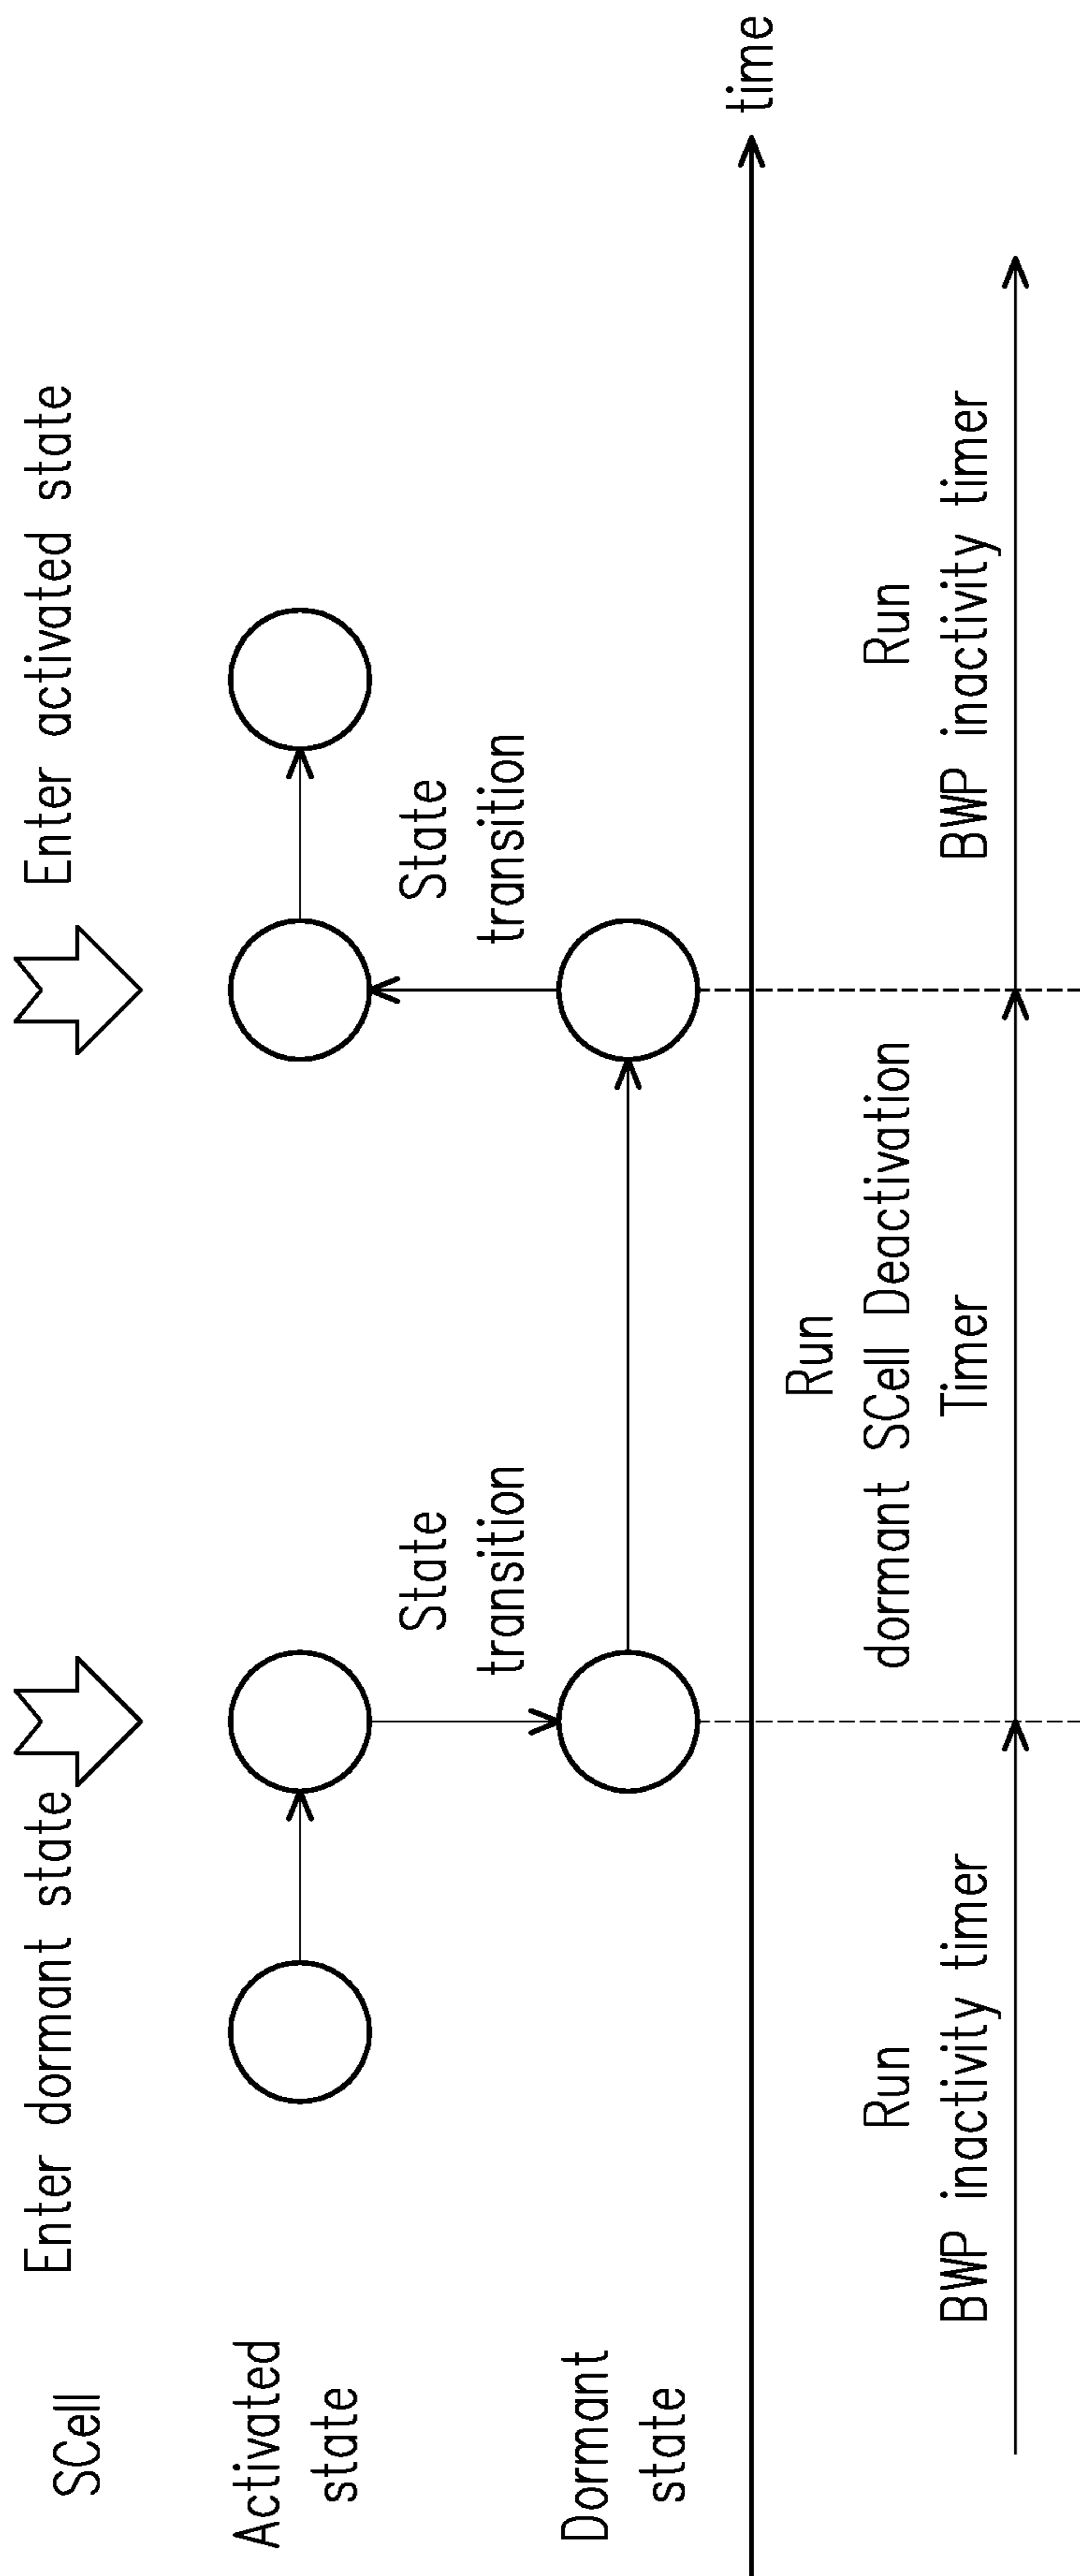 SCell
Enter dormant state
Enter activated state
Activated
state
State
transition
State
transition
Dormant
state
time
Run
BWP inactivity timer
Run
dormant SCell Deactivation
Timer
Run
BWP inactivity timer